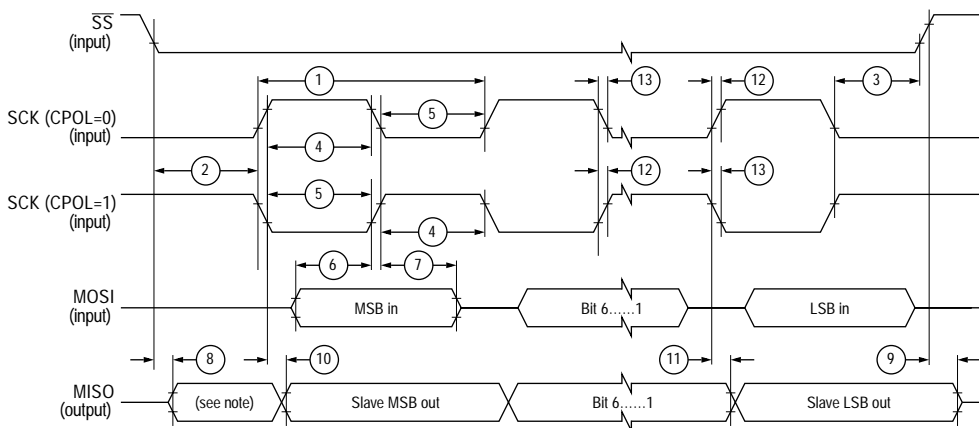 SS
(input)
1
13
12
3
SCK (CPOL=0)
(input)
5
4
2
5
12
13
SCK (CPOL=1)
(input)
4
6
7
MOSI
(input)
MSB in
Bit 6......1
LSB in
8
10
11
9
MISO
(output)
(see note)
Slave MSB out
Bit 6......1
Slave LSB out